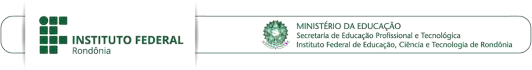 INSTITUTO FEDERAL
Rondônia
MINISTÉRIO DA EDUCAÇÃO
Secretaria de Educação Profissional e Tecnológica
Instituto Federal de Educação, Ciência e Tecnologia de Rondônia